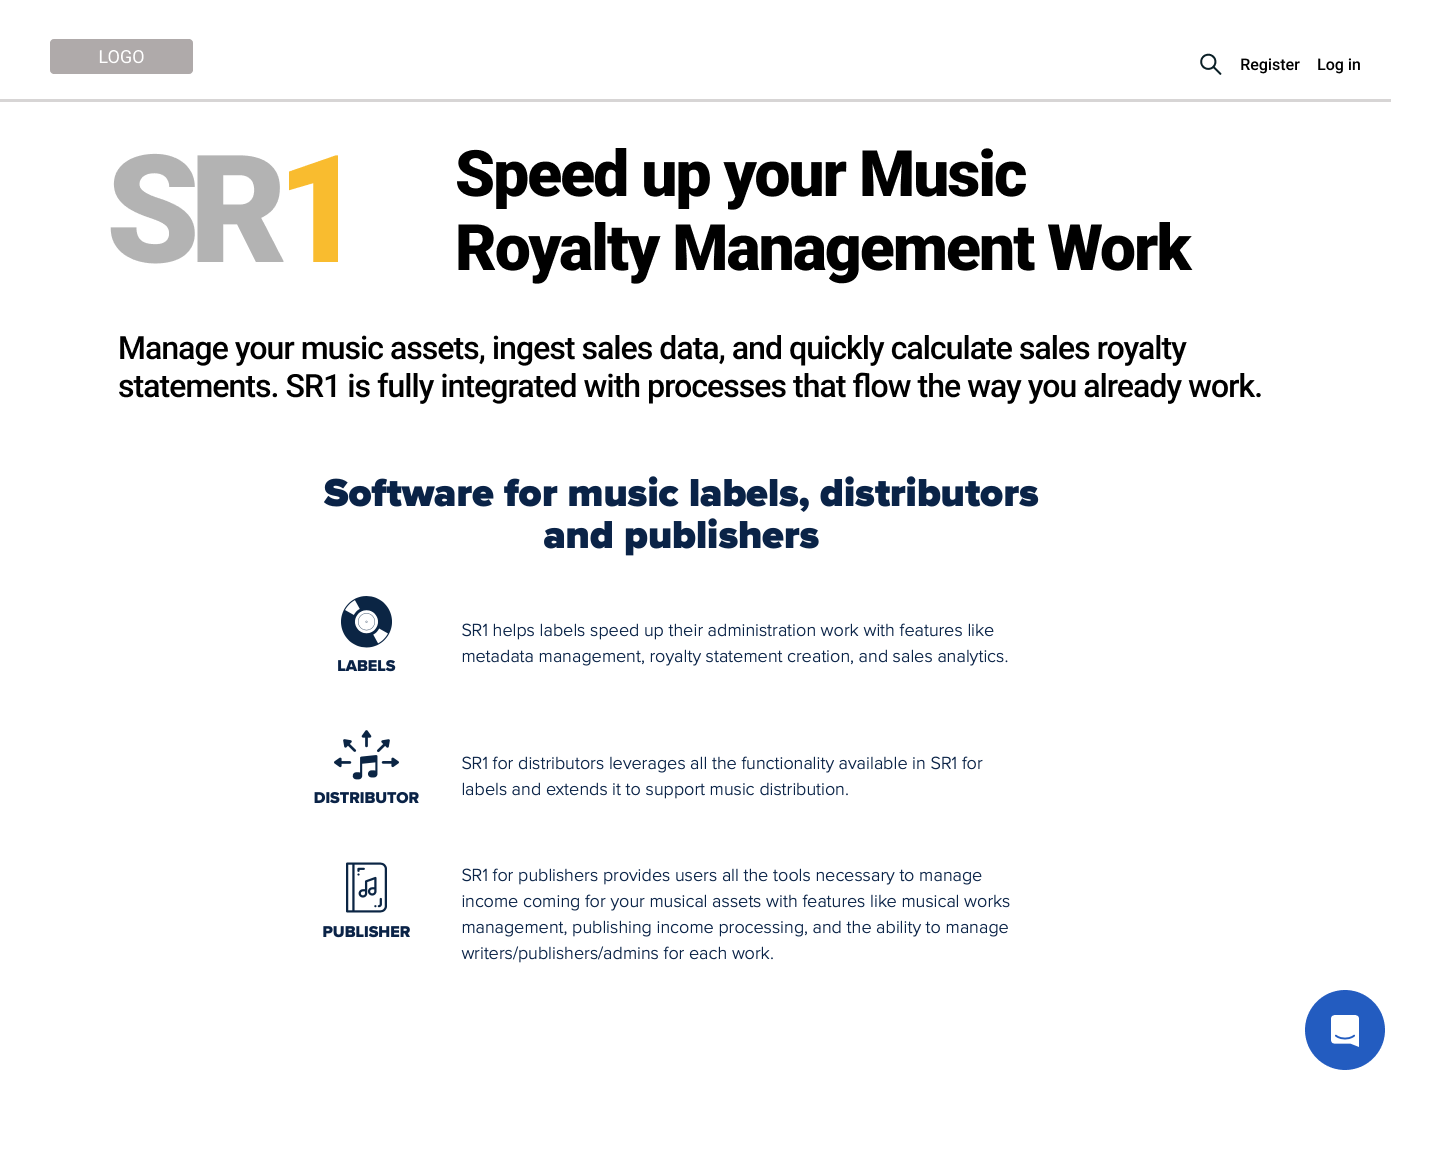 LOGO
Register Log in
SR1
Speed up your Music
Royalty Management Work
Manage your music assets, ingest sales data, and quickly calculate sales royalty
statements. SR1 is fully integrated with processes that flow the way you already work.
Software for music labels, distributors
and publishers
LABELS
SR1 helps labels speed up their administration work with features like
metadata management, royalty statement creation, and sales analytics.
DISTRIBUTOR
SR1 for distributors leverages all the functionality available in SR1 for
labels and extends it to support music distribution.
PUBLISHER
SR1 for publishers provides users all the tools necessary to manage
income coming for your musical assets with features like musical works
management, publishing income processing, and the ability to manage
writers/publishers/admins for each work.